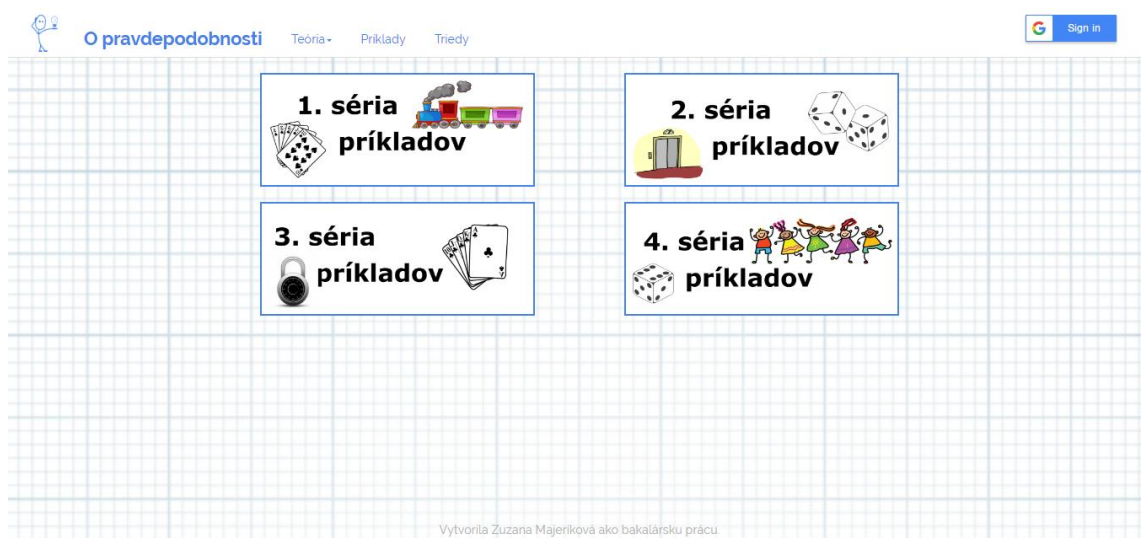 O pravdepodobnosti
Teória
Príklady
Triedy
Sign in
1. séria
príkladov
2. séria
príkladov
3. séria
príkladov
4. séria
príkladov
Vytvorila Zuzana Majeríková ako bakalársku prácu.